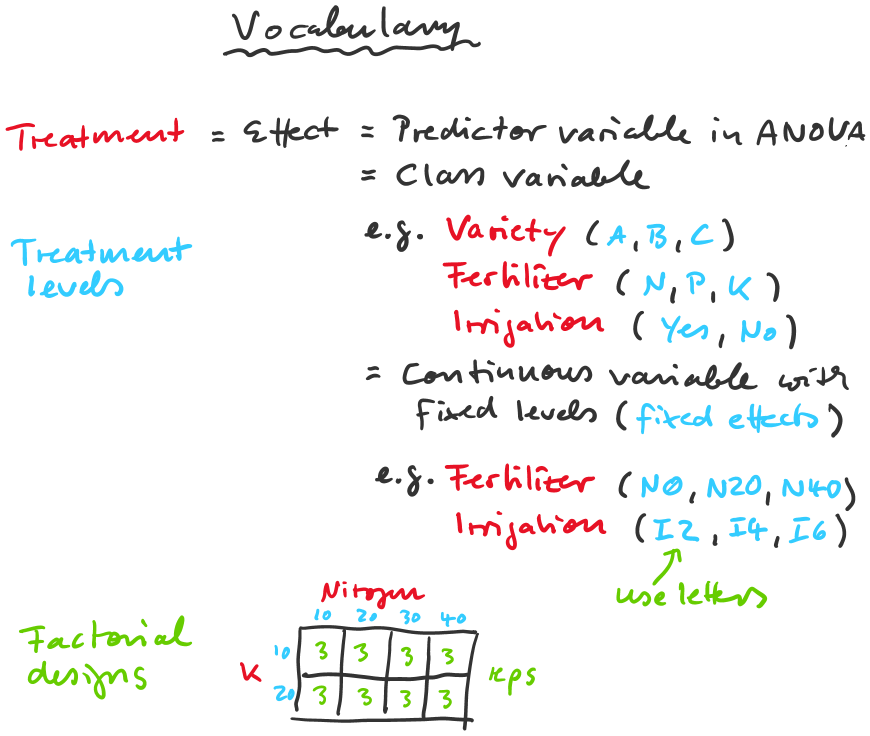 Vocabulary
Treatment = Effect = Predictor variable in ANOVA
= Class variable
Treatment levels
e.g. Variety (A, B, C)
Fertilizer (N, P, K)
Irrigation (Yes, No)
= Continuous variable with
fixed levels (fixed effects)
e.g. Fertilizer (N0, N20, N40)
Irrigation (I2, I4, I6)
use letters
Factorial designs
Nitrogen
10 20 30 40
K 10 3 3 3 3 reps
20 3 3 3 3